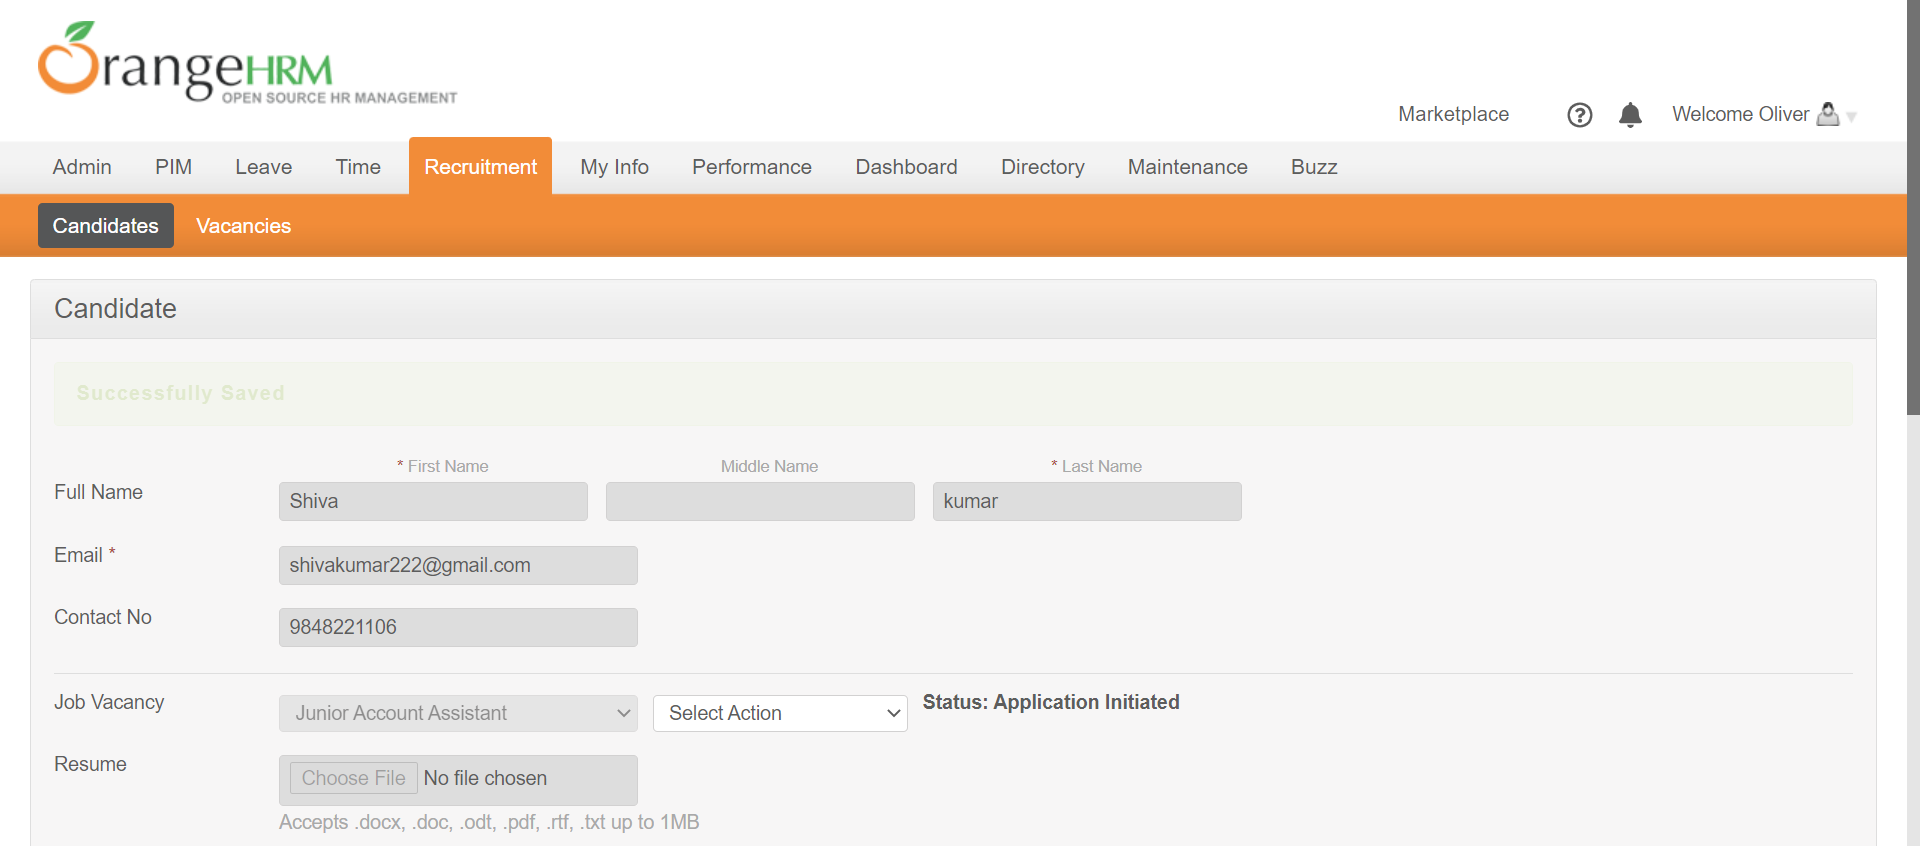 OrangeHRM
OPEN SOURCE HR MANAGEMENT
Marketplace ? Welcome Oliver
Admin PIM Leave Time Recruitment My Info Performance Dashboard Directory Maintenance Buzz
Candidates Vacancies
Candidate
Successfully Saved
* First Name Middle Name * Last Name
Full Name Shiva kumar
Email * shivakumar222@gmail.com
Contact No 9848221106
Job Vacancy Junior Account Assistant Select Action Status: Application Initiated
Resume Choose File No file chosen
Accepts .docx, .doc, .odt, .pdf, .rtf, .txt up to 1MB